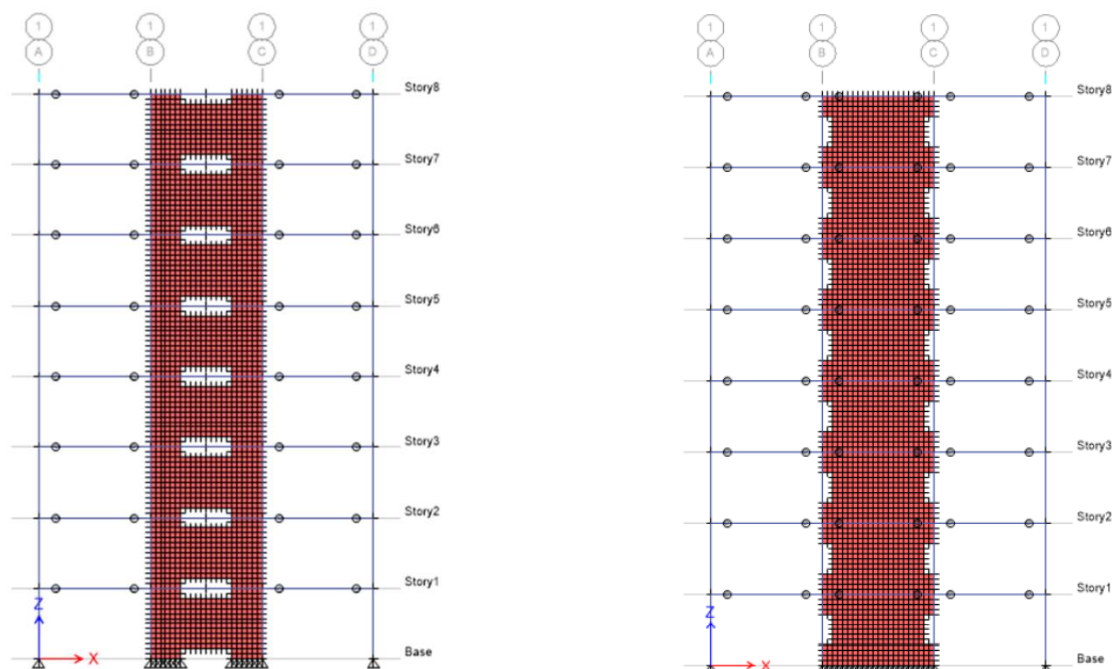 1 1 1 1
A B C D
Story8
Story7
Story6
Story5
Story4
Story3
Story2
Story1
Z
X
Base
1 1 1 1
A B C D
Story8
Story7
Story6
Story5
Story4
Story3
Story2
Story1
Z
X
Base